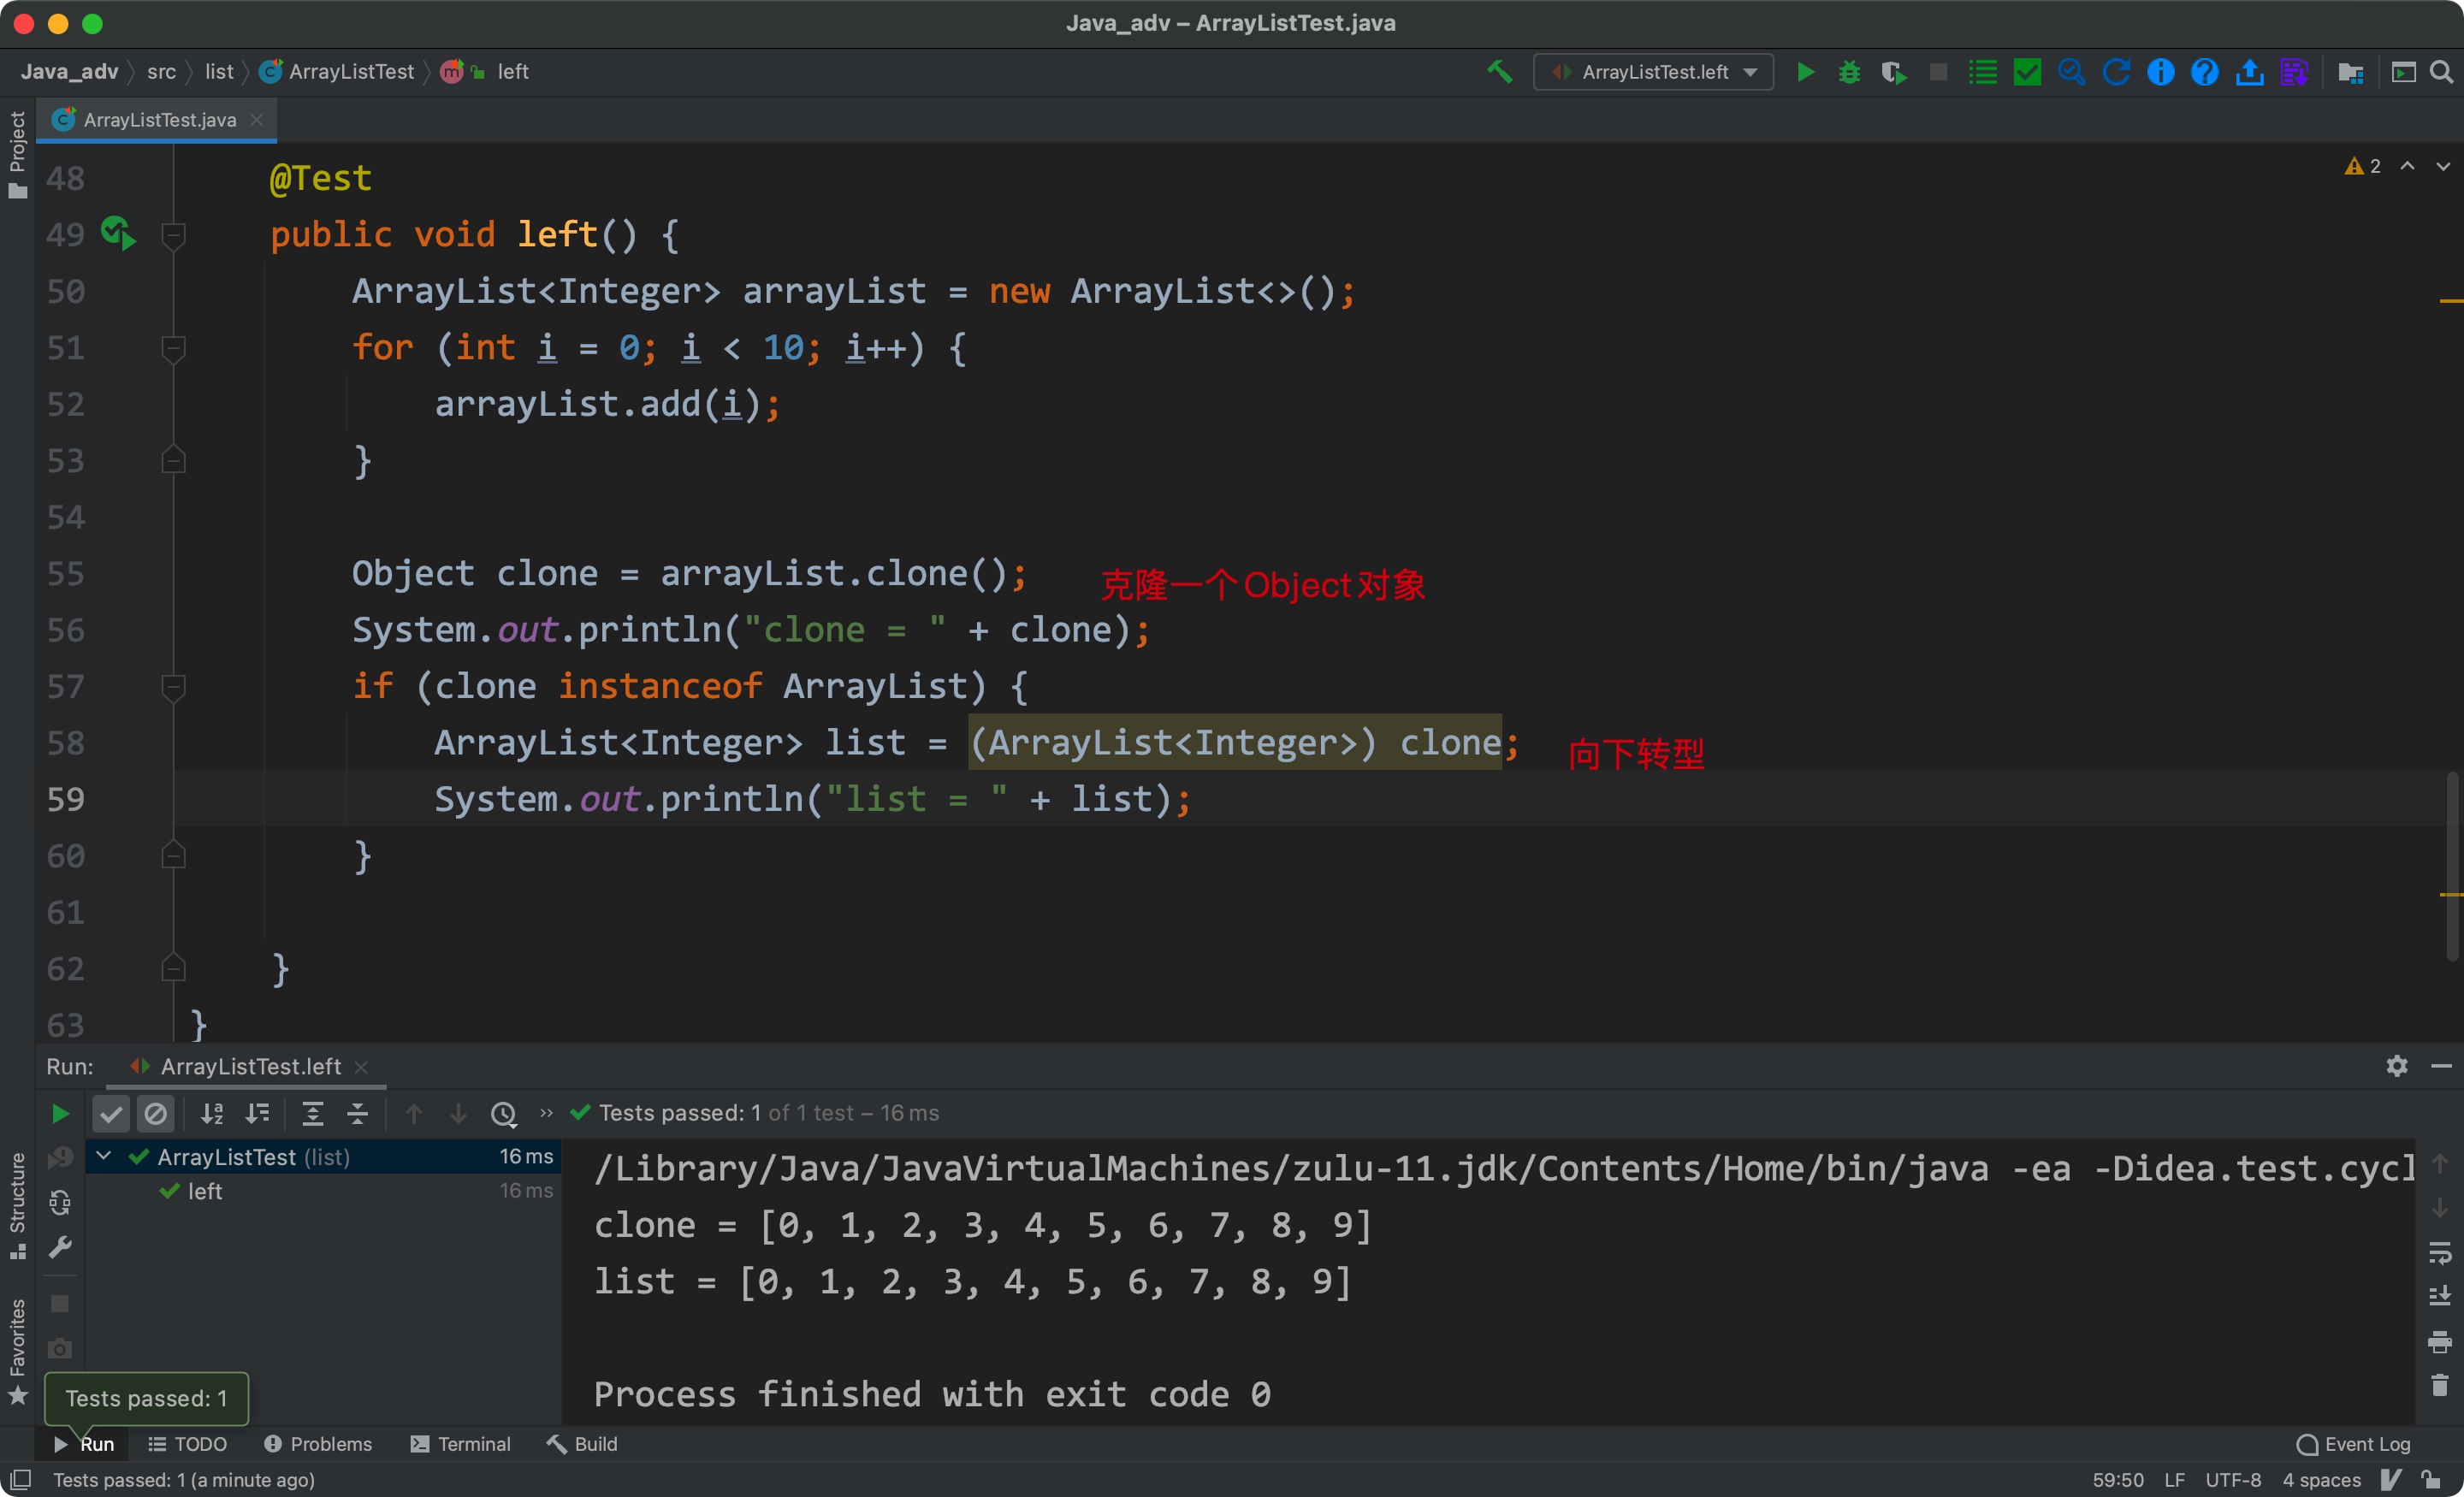 Java_adv – ArrayListTest.java
Java_adv src list ArrayListTest m left
ArrayListTest.left
Project
ArrayListTest.java
2
48 @Test
49 public void left() {
50 ArrayList<Integer> arrayList = new ArrayList<>();
51 for (int i = 0; i < 10; i++) {
52 arrayList.add(i);
53 }
54
55 Object clone = arrayList.clone(); 克隆一个Object对象
56 System.out.println("clone = " + clone);
57 if (clone instanceof ArrayList) {
58 ArrayList<Integer> list = (ArrayList<Integer>) clone; 向下转型
59 System.out.println("list = " + list);
60 }
61
62 }
63 }
Run: ArrayListTest.left
Tests passed: 1 of 1 test – 16 ms
ArrayListTest (list) 16 ms
left 16 ms
/Library/Java/JavaVirtualMachines/zulu-11.jdk/Contents/Home/bin/java -ea -Didea.test.cycl
clone = [0, 1, 2, 3, 4, 5, 6, 7, 8, 9]
list = [0, 1, 2, 3, 4, 5, 6, 7, 8, 9]
Process finished with exit code 0
Structure
Favorites
Tests passed: 1
Run TODO Problems Terminal Build Event Log
Tests passed: 1 (a minute ago) 59:50 LF UTF-8 4 spaces